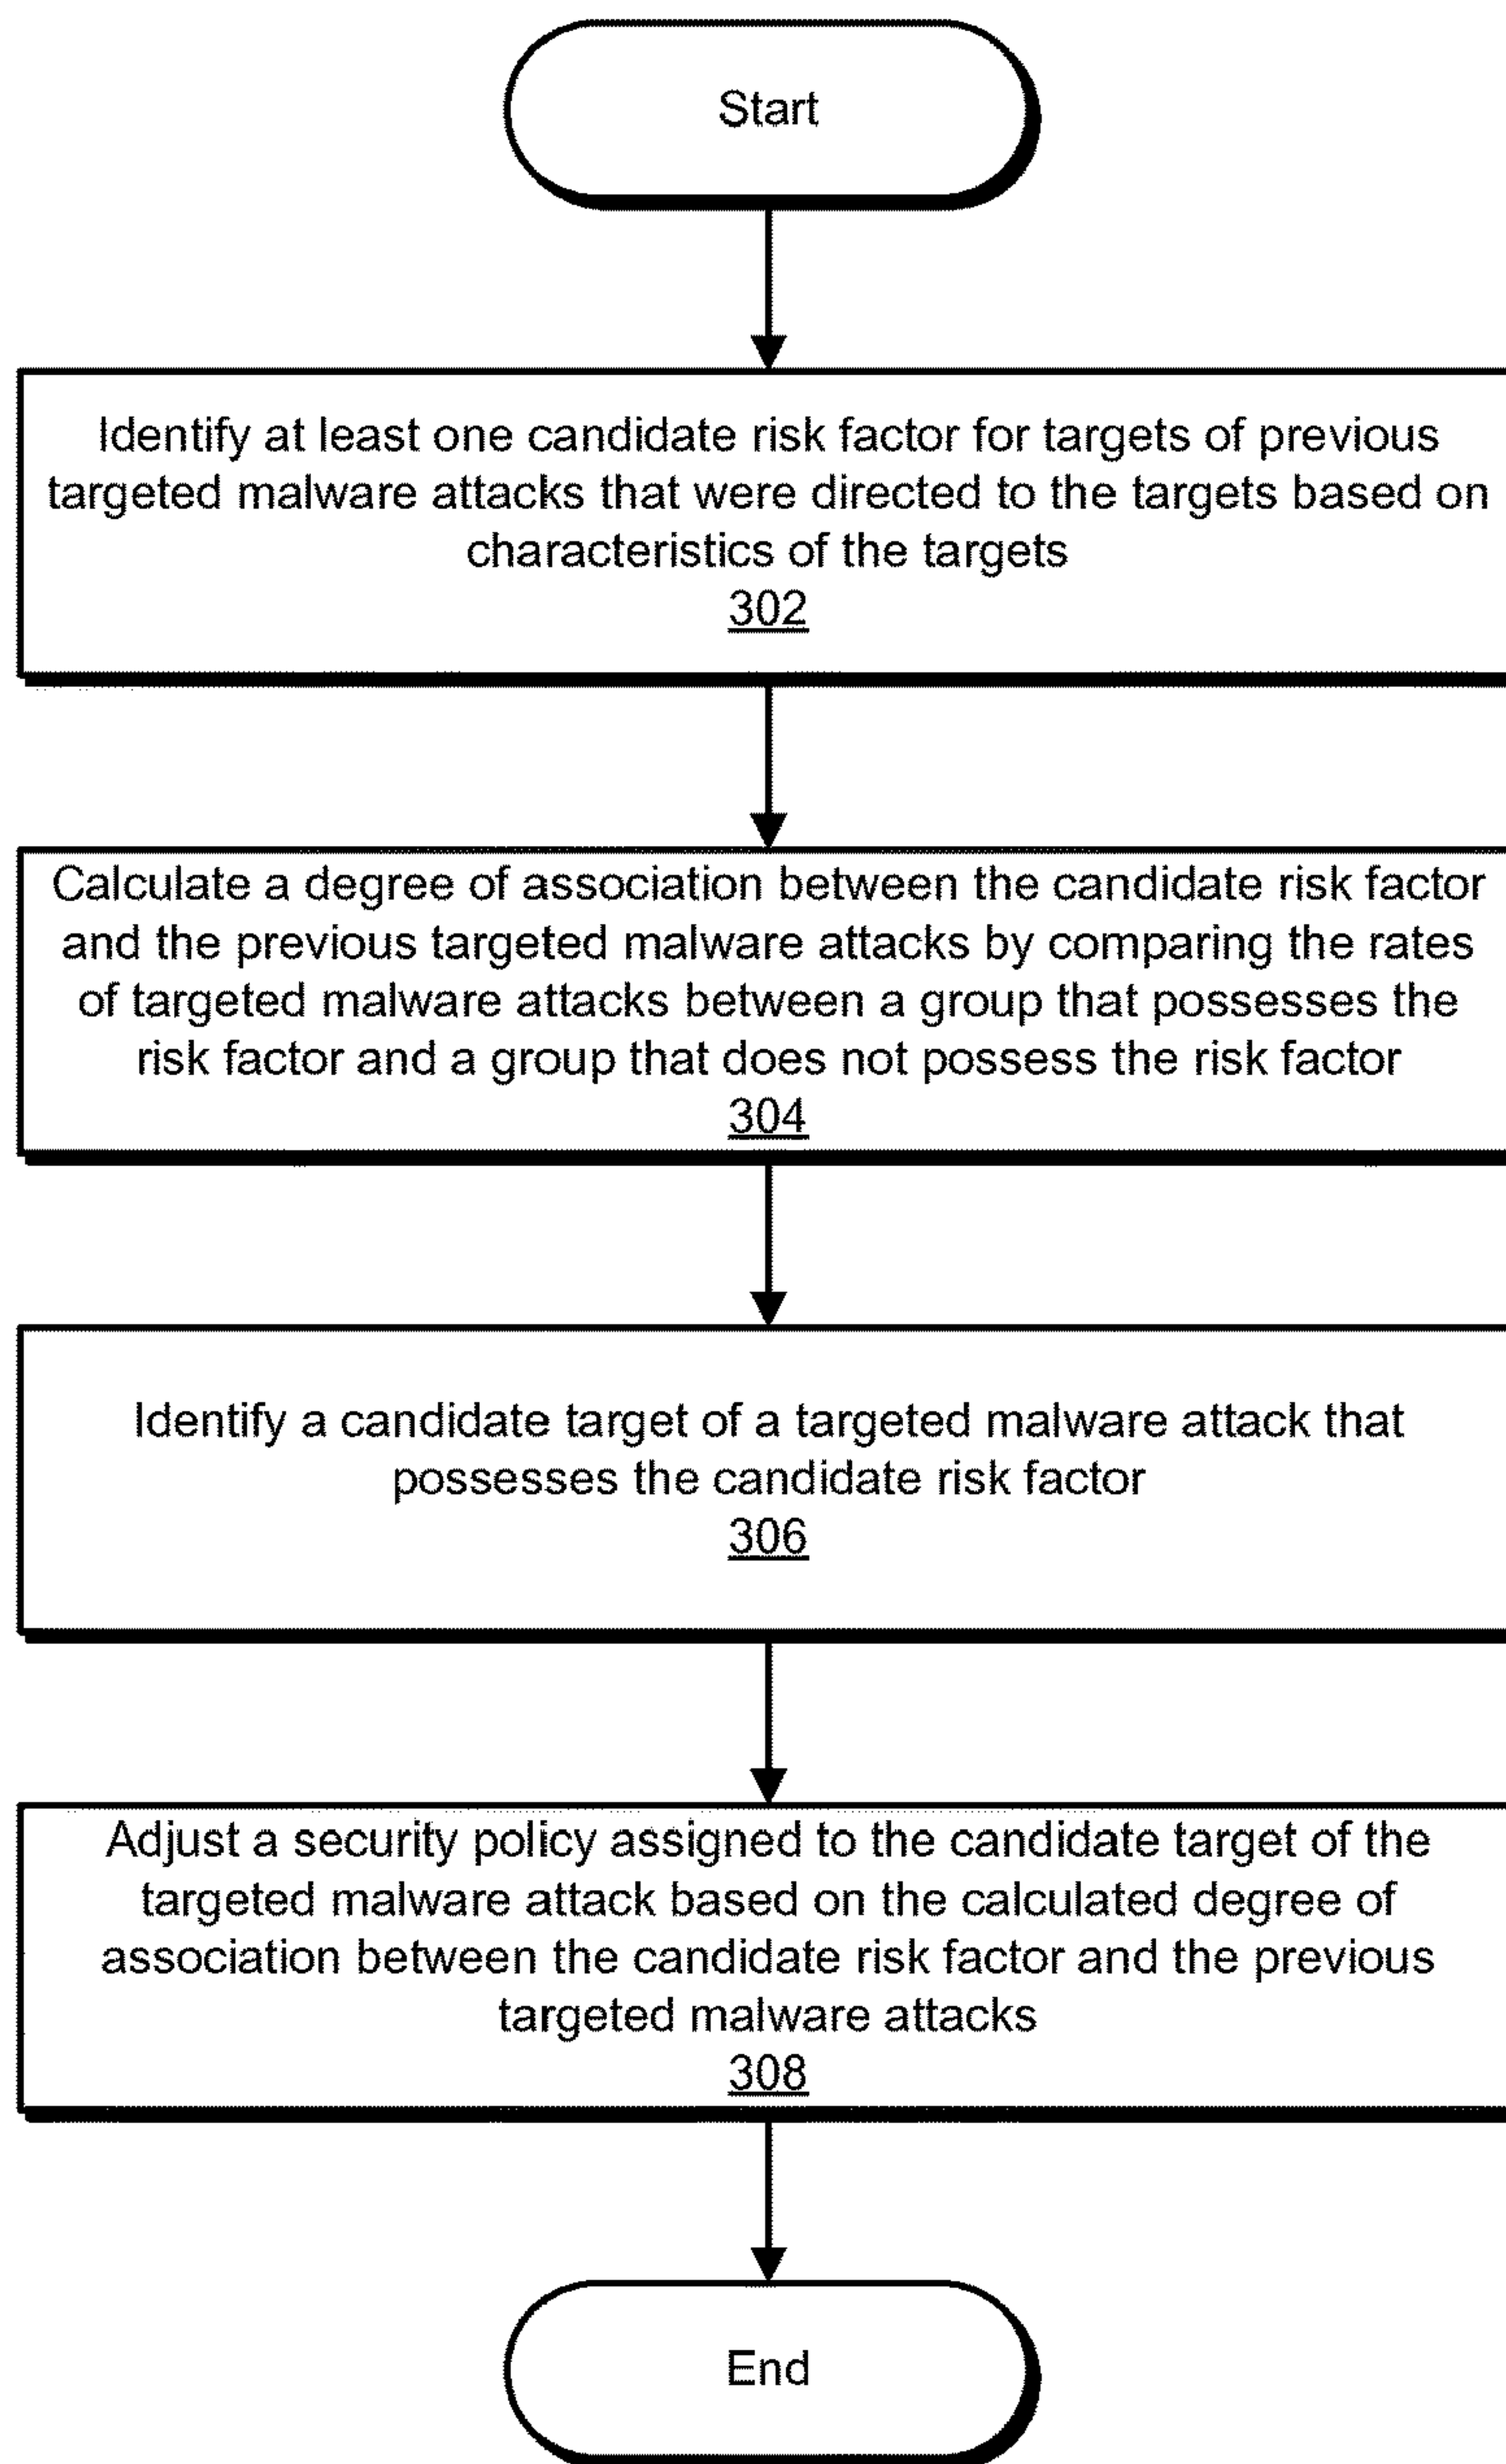 Start
Identify at least one candidate risk factor for targets of previous
targeted malware attacks that were directed to the targets based on
characteristics of the targets
302
Calculate a degree of association between the candidate risk factor
and the previous targeted malware attacks by comparing the rates
of targeted malware attacks between a group that possesses the
risk factor and a group that does not possess the risk factor
304
Identify a candidate target of a targeted malware attack that
possesses the candidate risk factor
306
Adjust a security policy assigned to the candidate target of the
targeted malware attack based on the calculated degree of
association between the candidate risk factor and the previous
targeted malware attacks
308
End